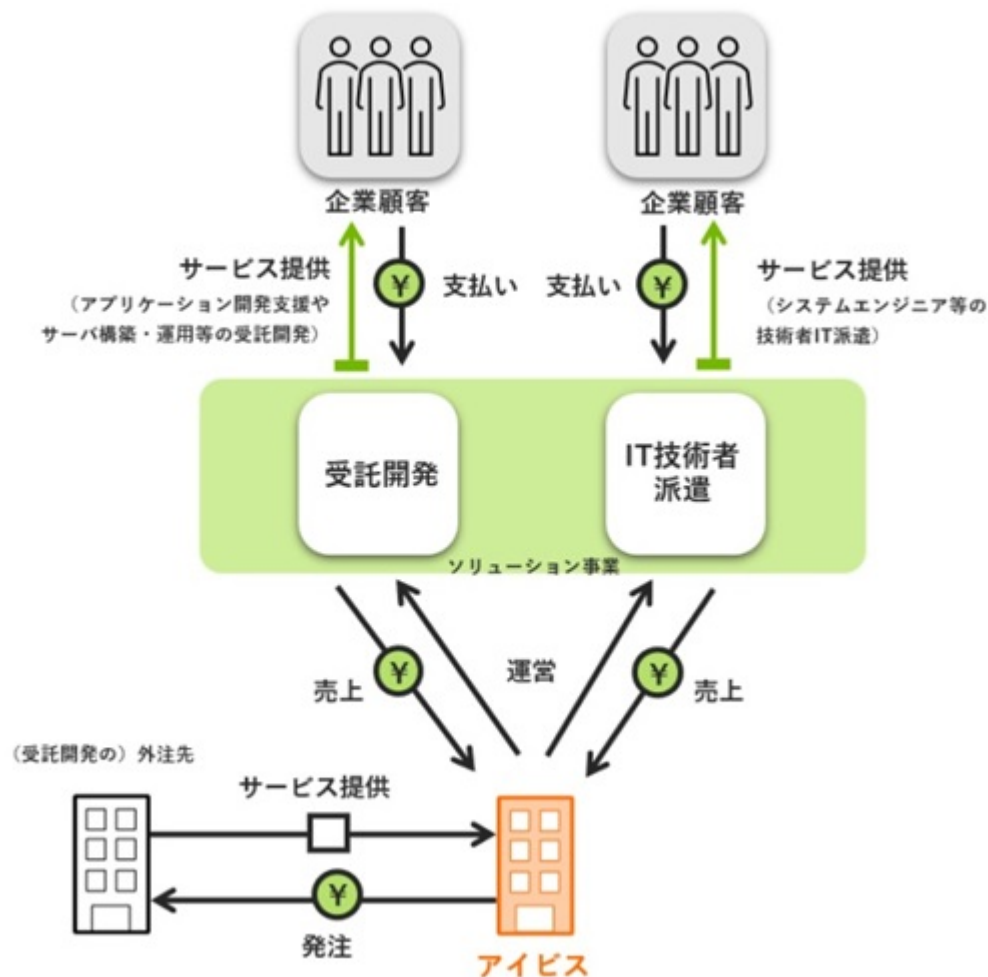 企業顧客
企業顧客
サービス提供
(アプリケーション開発支援や
サーバ構築・運用等の受託開発)
¥
支払い
支払い
¥
サービス提供
(システムエンジニア等の
技術者IT派遣)
受託開発
IT技術者
派遣
ソリューション事業
¥
売上
運営
¥
売上
(受託開発の)外注先
サービス提供
¥
発注
アイビス